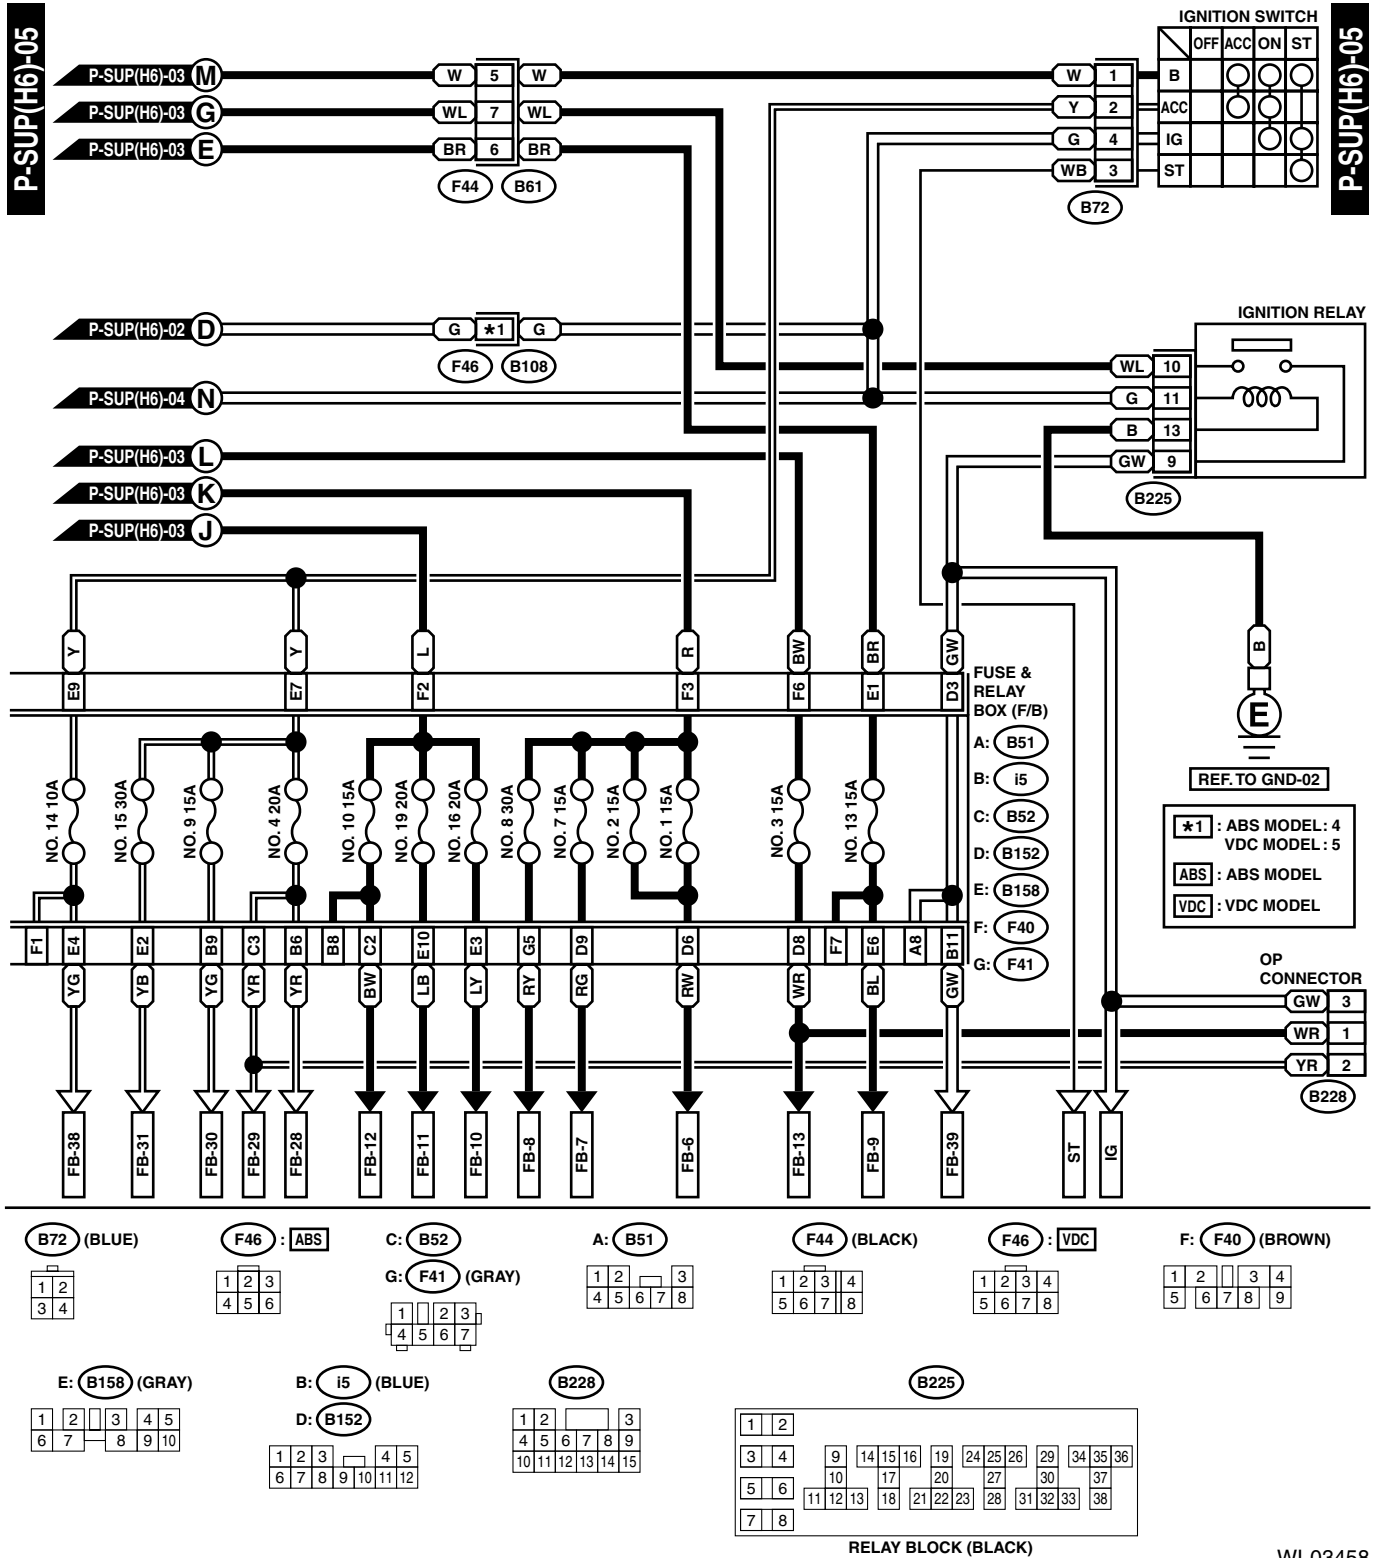 P-SUP(H6)-05
IGNITION SWITCH
P-SUP(H6)-05
OFF ACC ON ST
P-SUP(H6)-03 M W 5 W W 1 B
P-SUP(H6)-03 G WL 7 WL Y 2 ACC
P-SUP(H6)-03 E BR 6 BR G 4 IG
WB 3 ST
F44 B61
B72
IGNITION RELAY
P-SUP(H6)-02 D G *1 G
F46 B108
WL 10
P-SUP(H6)-04 N G 11
B 13
P-SUP(H6)-03 L GW 9
P-SUP(H6)-03 K B225
P-SUP(H6)-03 J
Y Y L R BW BR GW B
E9 E7 F2 F3 F6 E1 D3
FUSE &
RELAY
BOX (F/B)
E
REF. TO GND-02
A: B51
B: i5
C: B52
D: B152
E: B158
F: F40
G: F41
NO. 14 10A
NO. 15 30A
NO. 9 15A
NO. 4 20A
NO. 10 15A
NO. 19 20A
NO. 16 20A
NO. 8 30A
NO. 7 15A
NO. 2 15A
NO. 1 15A
NO. 3 15A
NO. 13 15A
*1 : ABS MODEL : 4
VDC MODEL : 5
ABS : ABS MODEL
VDC : VDC MODEL
F1 E4 E2 B9 C3 B6 B8 C2 E10 E3 G5 D9 D6 D8 F7 E6 A8 B11
YG YB YG YR YR BW LB LY RY RG RW WR BL GW
OP
CONNECTOR
GW 3
WR 1
YR 2
B228
FB-38 FB-31 FB-30 FB-29 FB-28 FB-12 FB-11 FB-10 FB-8 FB-7 FB-6 FB-13 FB-9 FB-39 ST IG
B72 (BLUE)
1 2
3 4
F46 : ABS
1 2 3
4 5 6
C: B52
G: F41 (GRAY)
1 2 3
4 5 6 7
A: B51
1 2 3
4 5 6 7 8
F44 (BLACK)
1 2 3 4
5 6 7 8
F46 : VDC
1 2 3 4
5 6 7 8
F: F40 (BROWN)
1 2 3 4
5 6 7 8 9
E: B158 (GRAY)
1 2 3 4 5
6 7 8 9 10
B: i5 (BLUE)
D: B152
1 2 3 4 5
6 7 8 9 10 11 12
B228
1 2 3
4 5 6 7 8 9
10 11 12 13 14 15
B225
1 2
3 4 9 14 15 16 19 24 25 26 29 34 35 36
10 17 20 27 30 37
5 6 11 12 13 18 21 22 23 28 31 32 33 38
7 8
RELAY BLOCK (BLACK)
WI-03458